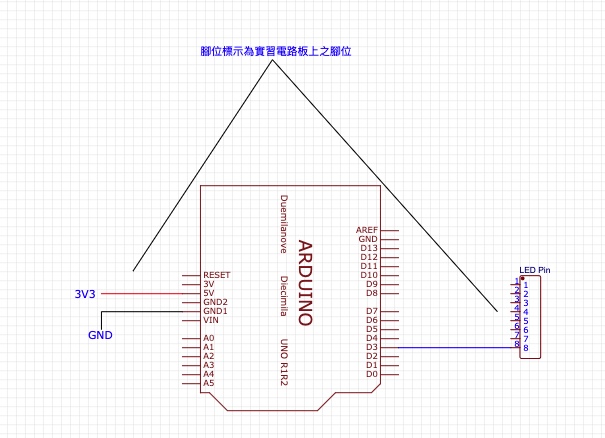 腳位標示為實習電路板上之腳位
Duemilanove
Diecimila
UNO R1R2
ARDUINO
RESET
3V
5V
GND2
GND1
VIN
A0
A1
A2
A3
A4
A5
3V3
GND
AREF
GND
D13
D12
D11
D10
D9
D8
D7
D6
D5
D4
D3
D2
D1
D0
LED Pin
1 1
2 2
3 3
4 4
5 5
6 6
7 7
8 8